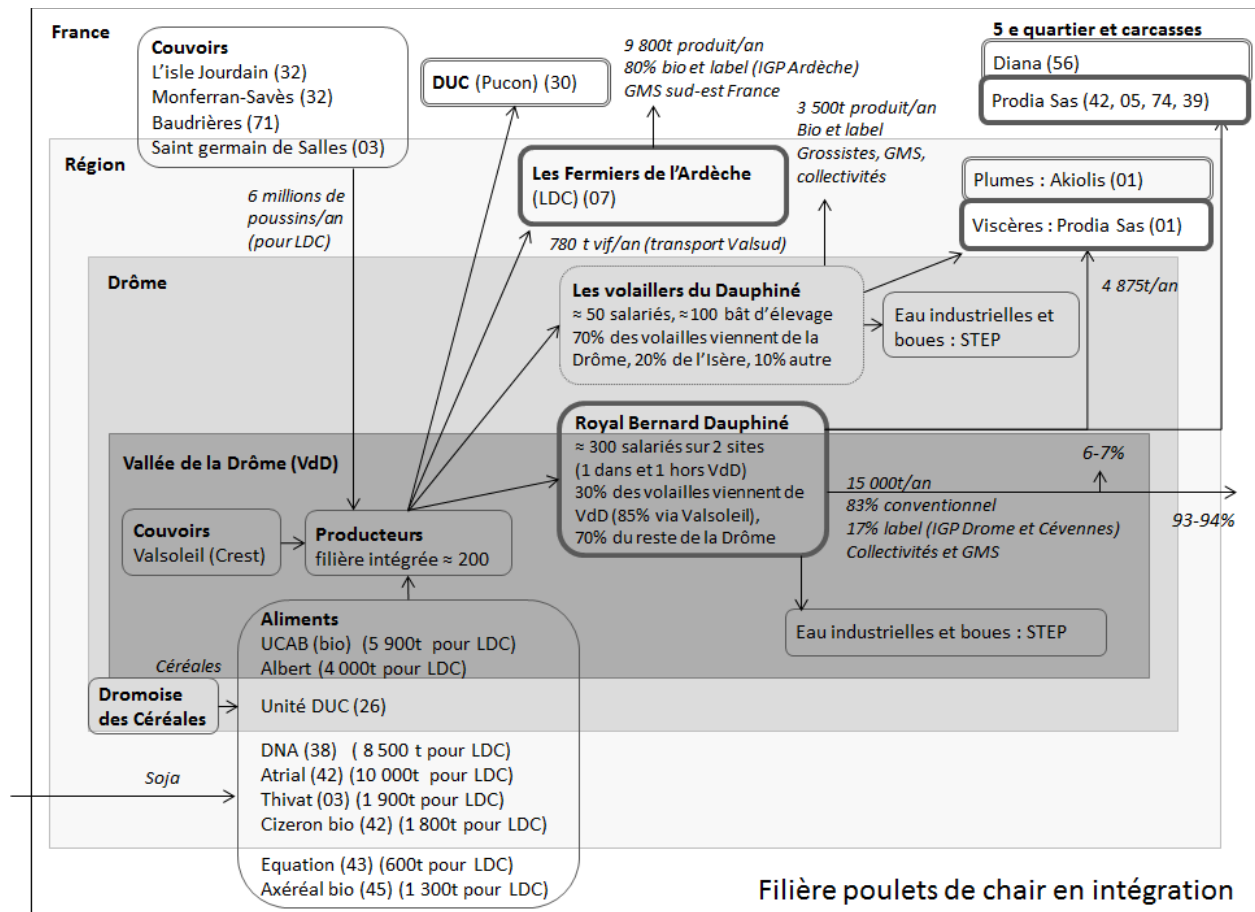 France
Couvoirs
L'isle Jourdain (32)
Monferran-Savès (32)
Baudrières (71)
Saint germain de Salles (03)
DUC (Pucon) (30)
9 800t produit/an
80% bio et label (IGP Ardèche)
GMS sud-est France
5 e quartier et carcasses
Diana (56)
Prodia Sas (42, 05, 74, 39)
3 500t produit/an
Bio et label
Grossistes, GMS,
collectivités
Région
6 millions de
poussins/an
(pour LDC)
Les Fermiers de l'Ardèche
(LDC) (07)
Plumes : Akiolis (01)
Viscères : Prodia Sas (01)
780 t vif/an (transport Valsud)
Drôme
Les volaillers du Dauphiné
≈ 50 salariés, ≈100 bât d'élevage
70% des volailles viennent de la
Drôme, 20% de l'Isère, 10% autre
4 875t/an
Eau industrielles et
boues : STEP
Royal Bernard Dauphiné
≈ 300 salariés sur 2 sites
(1 dans et 1 hors VdD)
30% des volailles viennent de
VdD (85% via Valsoleil),
70% du reste de la Drôme
Vallée de la Drôme (VdD)
6-7%
15 000t/an
83% conventionnel
17% label (IGP Drome et Cévennes)
Collectivités et GMS
93-94%
Couvoirs
Valsoleil (Crest)
Producteurs
filière intégrée ≈ 200
Eau industrielles et boues : STEP
Aliments
UCAB (bio) (5 900t pour LDC)
Albert (4 000t pour LDC)
Céréales
Dromoise
des Céréales
Unité DUC (26)
DNA (38) ( 8 500 t pour LDC)
Atrial (42) (10 000t pour LDC)
Thivat (03) (1 900t pour LDC)
Cizeron bio (42) (1 800t pour LDC)
Soja
Equation (43) (600t pour LDC)
Axéréal bio (45) (1 300t pour LDC)
Filière poulets de chair en intégration